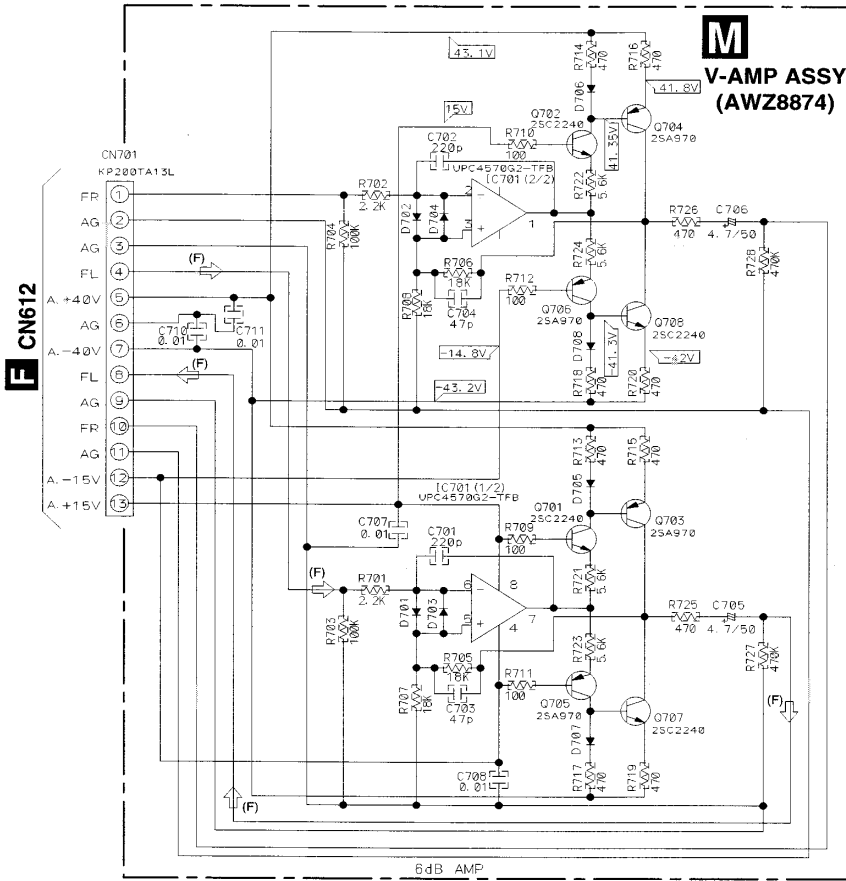 M
V-AMP ASSY
(AWZ8874)
43.1V
R714
470
R716
470
D706
41.8V
15V
Q702
2SC2240
Q704
2SA970
C702
220p
R710
100
41.35V
UPC4570G2-TFB
IC701(2/2)
R722
5.6K
CN701
KP200TA13L
F CN612
FR 1
AG 2
AG 3
FL 4
A.+40V 5
AG 6
A.-40V 7
FL 8
AG 9
FR 10
AG 11
A.-15V 12
A.+15V 13
R702
2.2K
R704
100K
D702
D704
2
3
1
R726
470
C706
4.7/50
R728
470K
R724
5.6K
R706
18K
C704
47p
R708
18K
R712
100
Q706
2SA970
Q708
2SC2240
D708
-41.3V
-42V
-14.8V
-43.2V
R718
470
R720
470
(F)
C710
0.01
C711
0.01
(F)
R713
470
R715
470
D705
IC701(1/2)
UPC4570G2-TFB
Q701
2SC2240
Q703
2SA970
C707
0.01
C701
220p
R709
100
R721
5.6K
(F)
R701
2.2K
R703
100K
D701
D703
6
5
8
4
7
R725
470
C705
4.7/50
R727
470K
R723
5.6K
R705
18K
C703
47p
R707
18K
R711
100
Q705
2SA970
Q707
2SC2240
D707
(F)
C708
0.01
R717
470
R719
470
(F)
6dB AMP